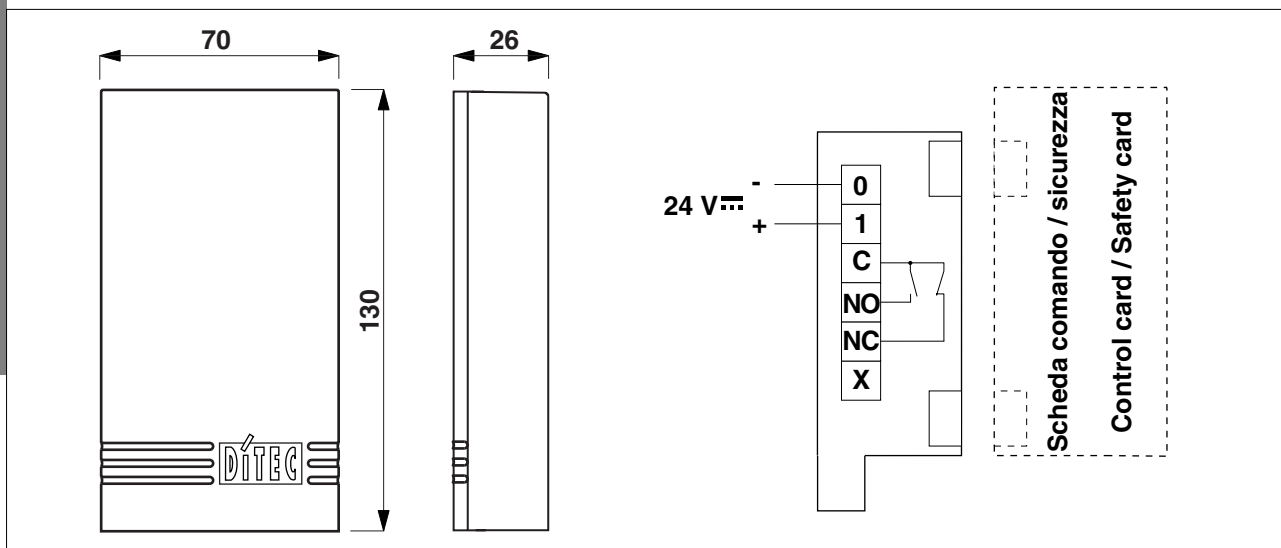 70
26
130
DITEC
24 V
-
+
0
1
C
NO
NC
X
Scheda comando / sicurezza
Control card / Safety card